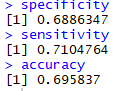 > specificity
[1] 0.6886347
> sensitivity
[1] 0.7104764
> accuracy
[1] 0.695837